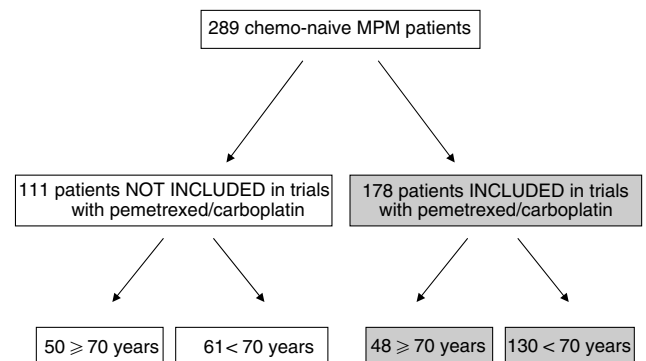 289 chemo-naive MPM patients
111 patients NOT INCLUDED in trials
with pemetrexed/carboplatin
178 patients INCLUDED in trials
with pemetrexed/carboplatin
50 ⩾ 70 years
61< 70 years
48 ⩾ 70 years
130 < 70 years